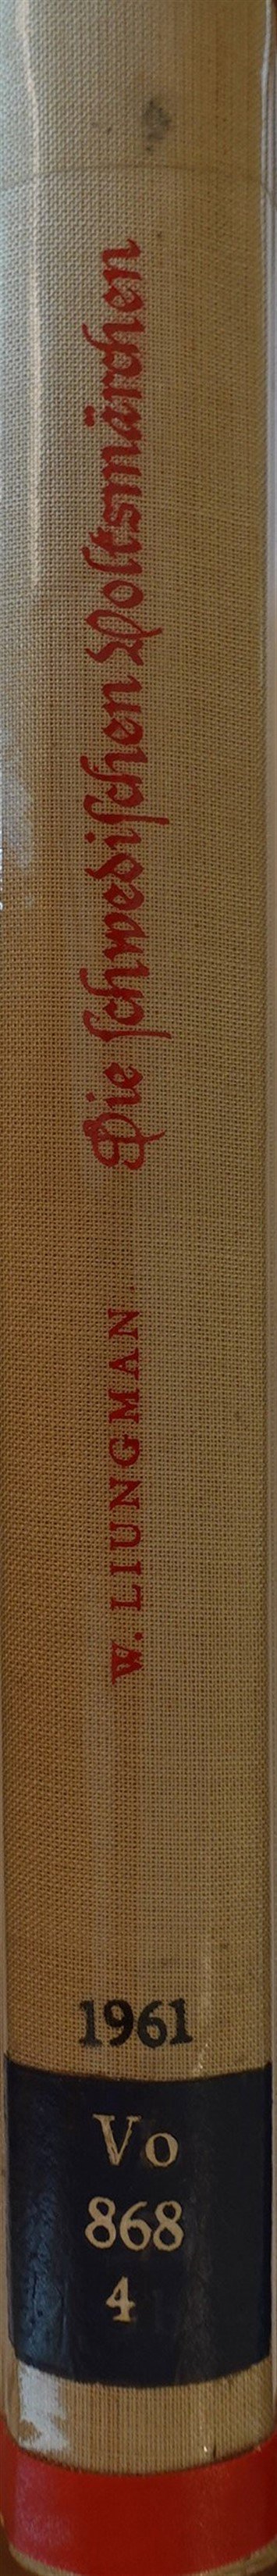 W. LIUNGMAN
Die schwedischen Volksmärchen
1961
Vo
868
4